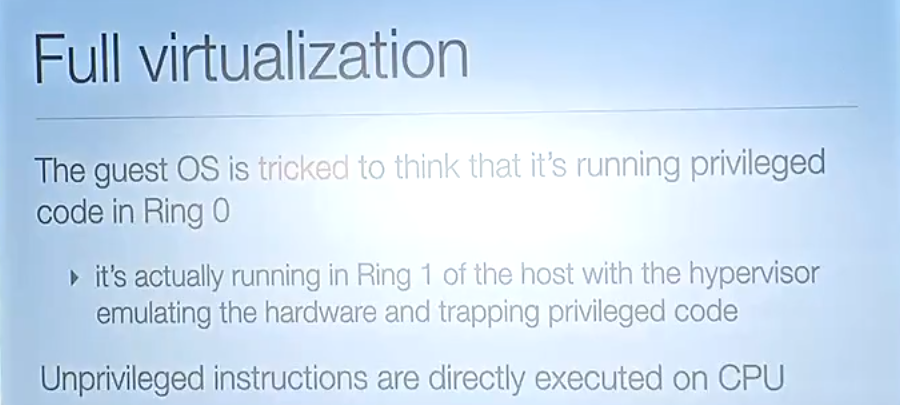 Full virtualization
The guest OS is tricked to think that it's running privileged
code in Ring 0
▸ it's actually running in Ring 1 of the host with the hypervisor
emulating the hardware and trapping privileged code
Unprivileged instructions are directly executed on CPU